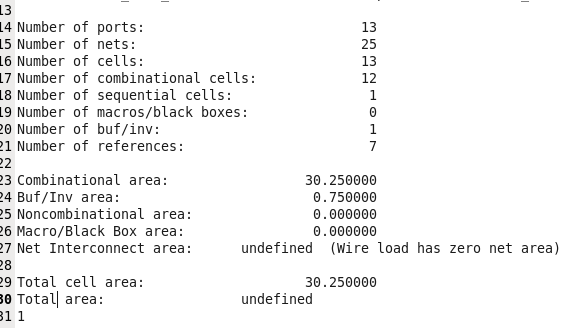 13
14 Number of ports: 13
15 Number of nets: 25
16 Number of cells: 13
17 Number of combinational cells: 12
18 Number of sequential cells: 1
19 Number of macros/black boxes: 0
20 Number of buf/inv: 1
21 Number of references: 7
22
23 Combinational area: 30.250000
24 Buf/Inv area: 0.750000
25 Noncombinational area: 0.000000
26 Macro/Black Box area: 0.000000
27 Net Interconnect area: undefined (Wire load has zero net area)
28
29 Total cell area: 30.250000
30 Total area: undefined
31 1